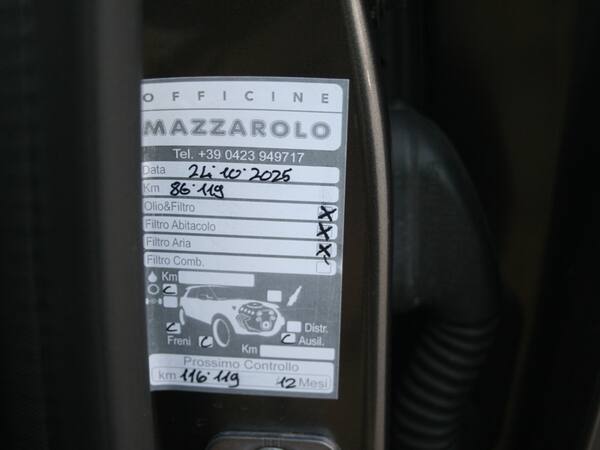 OFFICINE
MAZZAROLO
Tel. +39 0423 949717
Data 24·10·2025
Km 86·119
Olio&Filtro X
Filtro Abitacolo X
Filtro Aria X
Filtro Comb.
Km
Distr.
Freni Ausil.
Km
Prossimo Controllo
km 116·119 12 Mesi